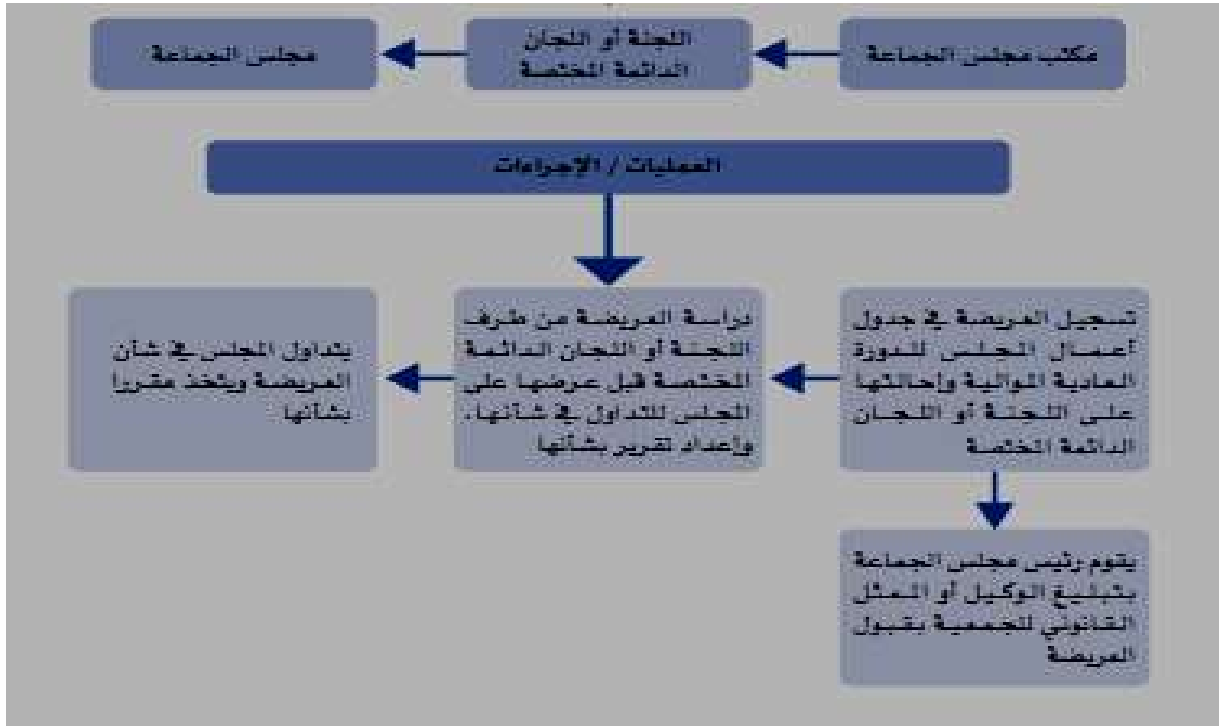 مكتب مجلس الجماعة
اللجنة أو اللجان
الدائمة المختصة
مجلس الجماعة
العمليات / الإجراءات
تسجيل العريضة في جدول
أعمال المجلس للدورة
العادية الموالية وإحالتها
على اللجنة أو اللجان
الدائمة المختصة
دراسة العريضة من طرف
اللجنة أو اللجان الدائمة
المختصة قبل عرضها على
المجلس للتداول في شأنها،
وإعداد تقرير بشأنها
يتداول المجلس في شأن
العريضة ويتخذ مقررا
بشأنها
يقوم رئيس مجلس الجماعة
بتبليغ الوكيل أو الممثل
القانوني للجمعية بقبول
العريضة